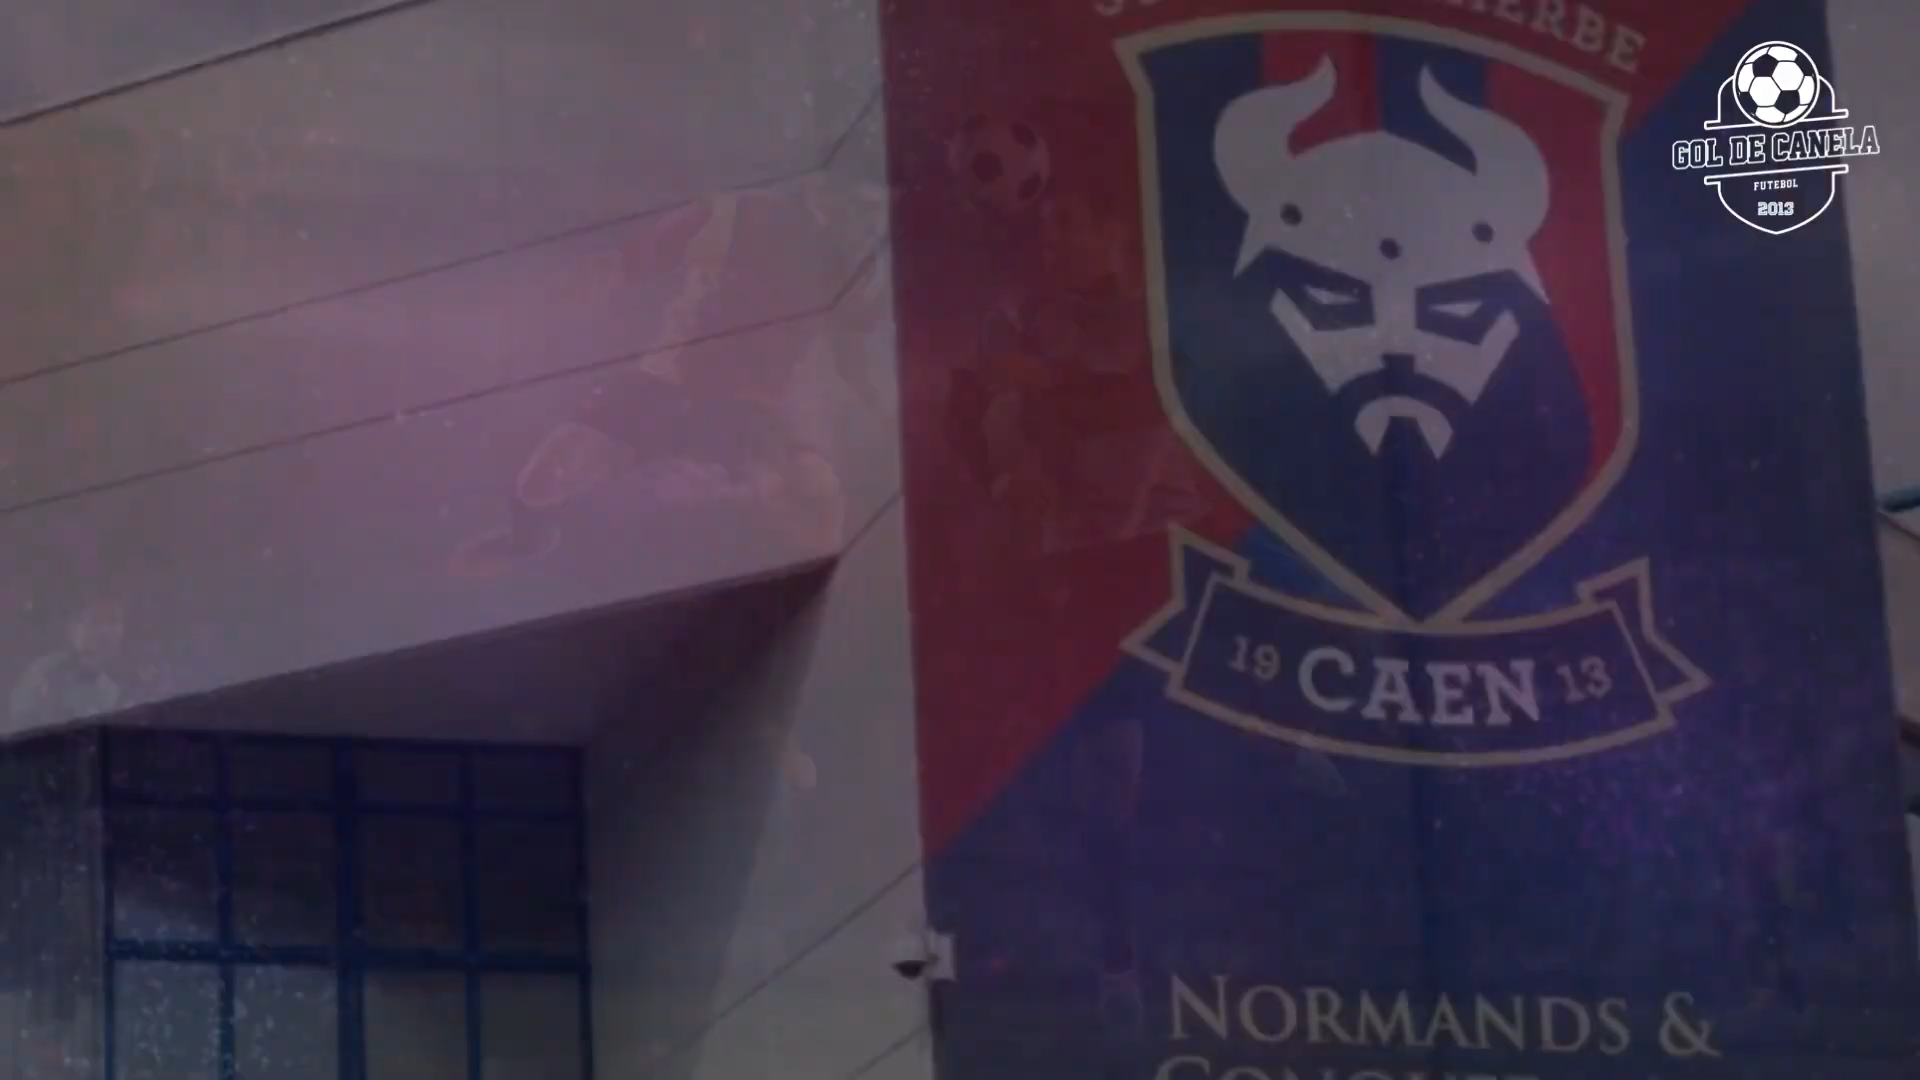 GOL DE CANELA
FUTEBOL
2013
19 CAEN 13
NORMANDS &